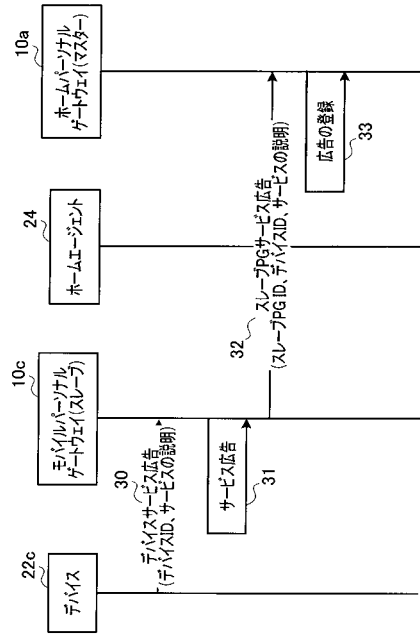 22c
デバイス
10c
モバイルパーソナル
ゲートウェイ(スレーブ)
24
ホームエージェント
10a
ホームパーソナル
ゲートウェイ(マスター)
30
デバイスサービス広告
(デバイスID、サービスの説明)
サービス広告
31
32
スレーブPGサービス広告
(スレーブPG ID、デバイスID、サービスの説明)
広告の登録
33